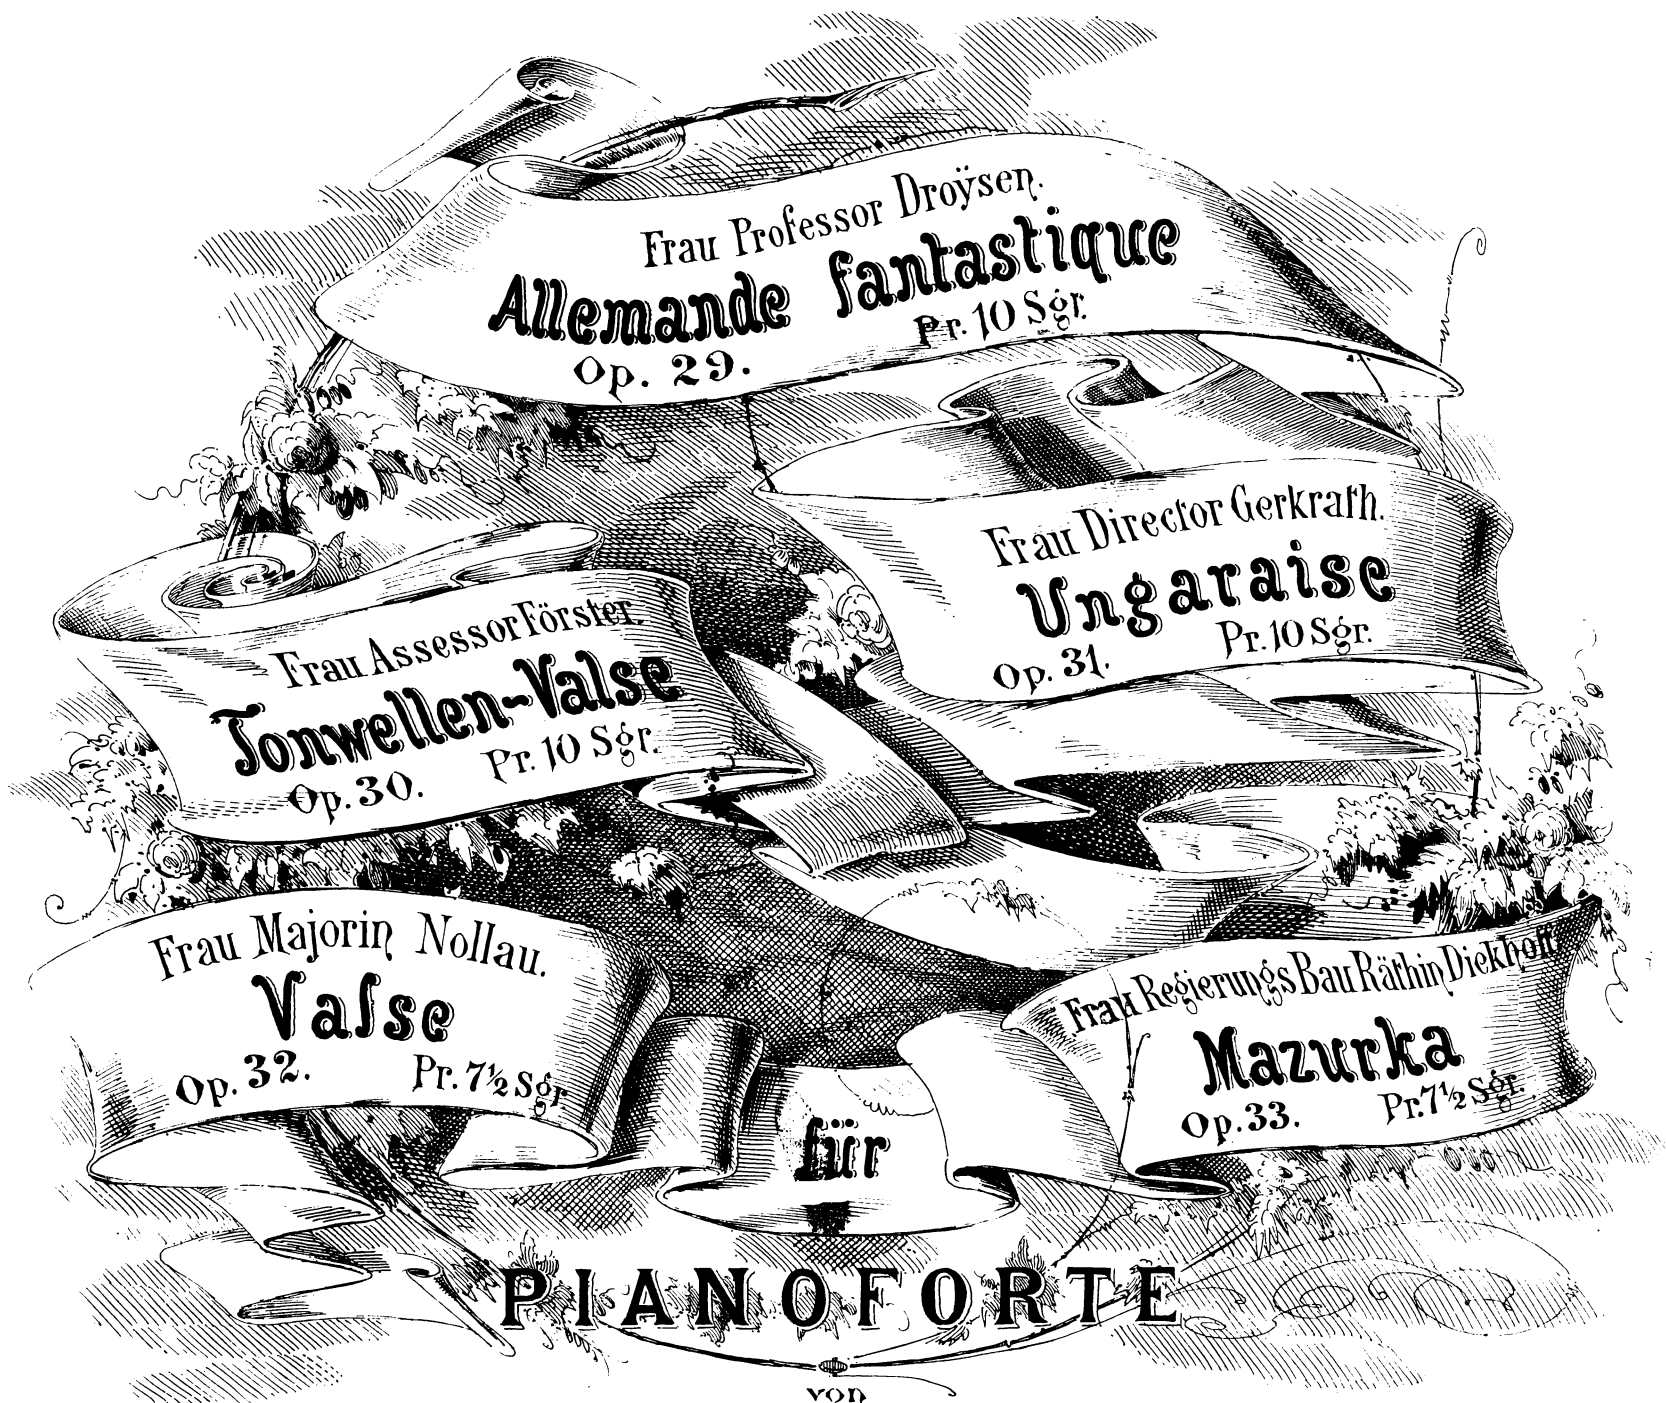 Frau Professor Droÿsen.
Allemande fantastique
Op. 29.
Pr. 10 Sgr.
Frau Director Gerkrath.
Ungaraise
Op. 31.
Pr. 10 Sgr.
Frau Assessor Förster.
Tonwellen-Valse
Op. 30.
Pr. 10 Sgr.
Frau Majorin Nollau.
Valse
Op. 32.
Pr. 7½ Sgr
Frau Regierungs Bau Räthin Diekhoff
Mazurka
Op. 33.
Pr. 7½ Sgr.
für
PIANOFORTE
von